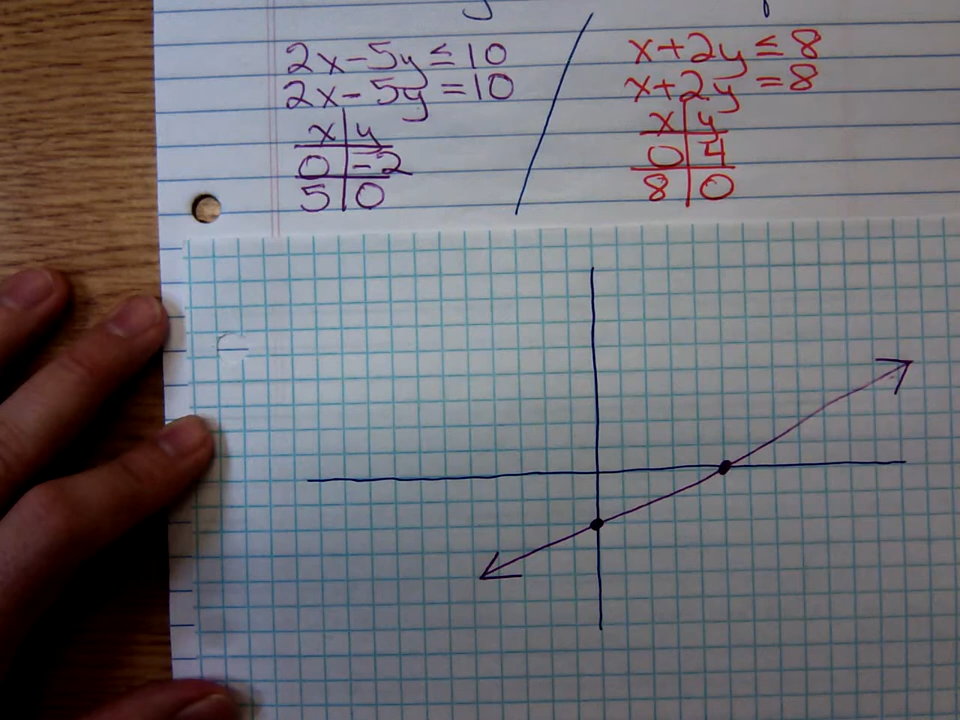 2x-5y≤10
2x-5y=10
x y
0 -2
5 0
x+2y≤8
x+2y=8
x y
0 4
8 0